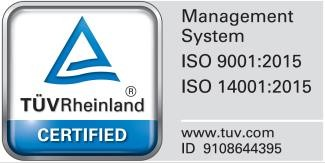 ®
TÜVRheinland
CERTIFIED
Management
System
ISO 9001:2015
ISO 14001:2015
www.tuv.com
ID 9108644395